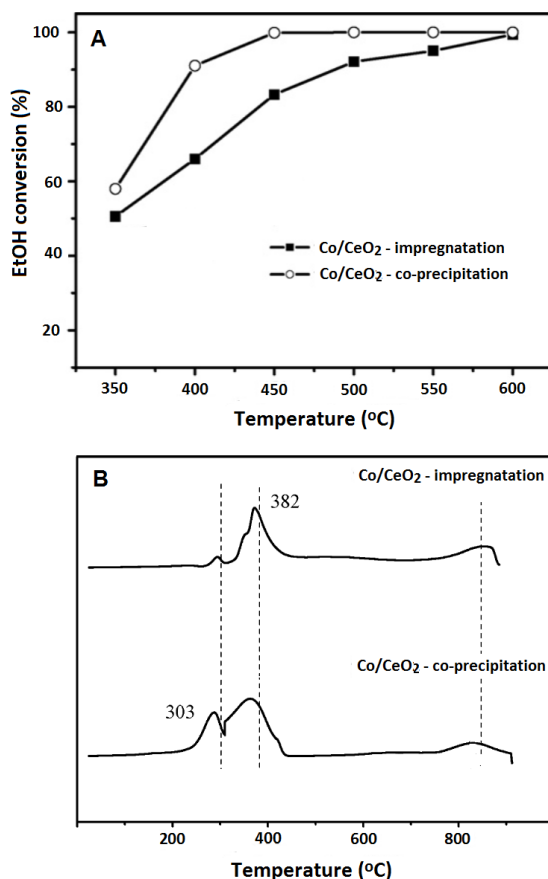 A
100
80
60
40
20
EtOH conversion (%)
Co/CeO₂ - impregnatation
Co/CeO₂ - co-precipitation
350 400 450 500 550 600
Temperature (ºC)
B
Co/CeO₂ - impregnatation
382
Co/CeO₂ - co-precipitation
303
200 400 600 800
Temperature (ºC)